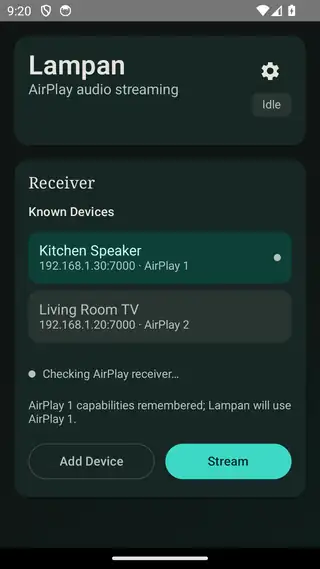 9:20
Lampan
AirPlay audio streaming
Idle
Receiver
Known Devices
Kitchen Speaker
192.168.1.30:7000 · AirPlay 1
Living Room TV
192.168.1.20:7000 · AirPlay 2
Checking AirPlay receiver…
AirPlay 1 capabilities remembered; Lampan will use
AirPlay 1.
Add Device
Stream